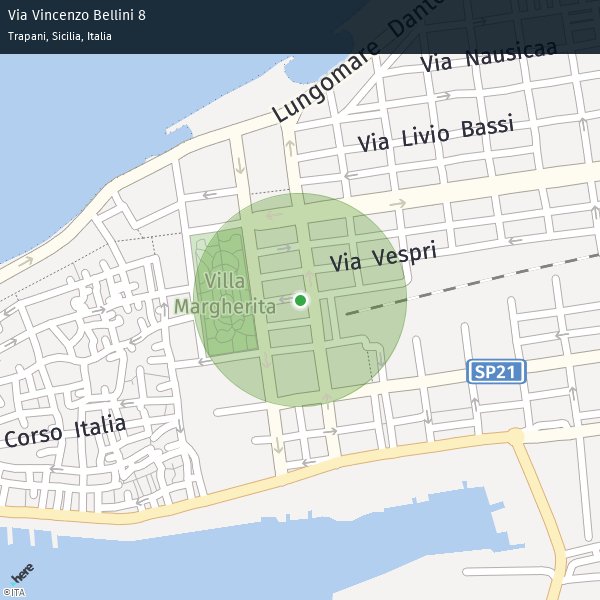 Via Vincenzo Bellini 8
Trapani, Sicilia, Italia
Lungomare Dante
Via Nausicaa
Via Livio Bassi
Via Vespri
Villa
Margherita
SP21
Corso Italia
here
©ITA